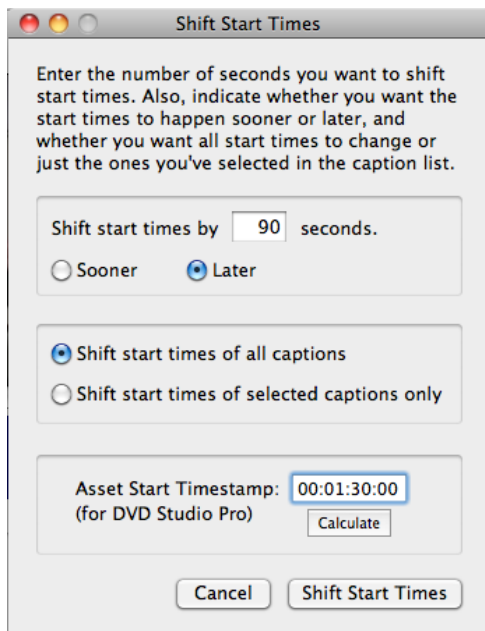 Shift Start Times
Enter the number of seconds you want to shift
start times. Also, indicate whether you want the
start times to happen sooner or later, and
whether you want all start times to change or
just the ones you've selected in the caption list.
Shift start times by 90 seconds.
Sooner Later
Shift start times of all captions
Shift start times of selected captions only
Asset Start Timestamp: 00:01:30:00
(for DVD Studio Pro) Calculate
Cancel Shift Start Times